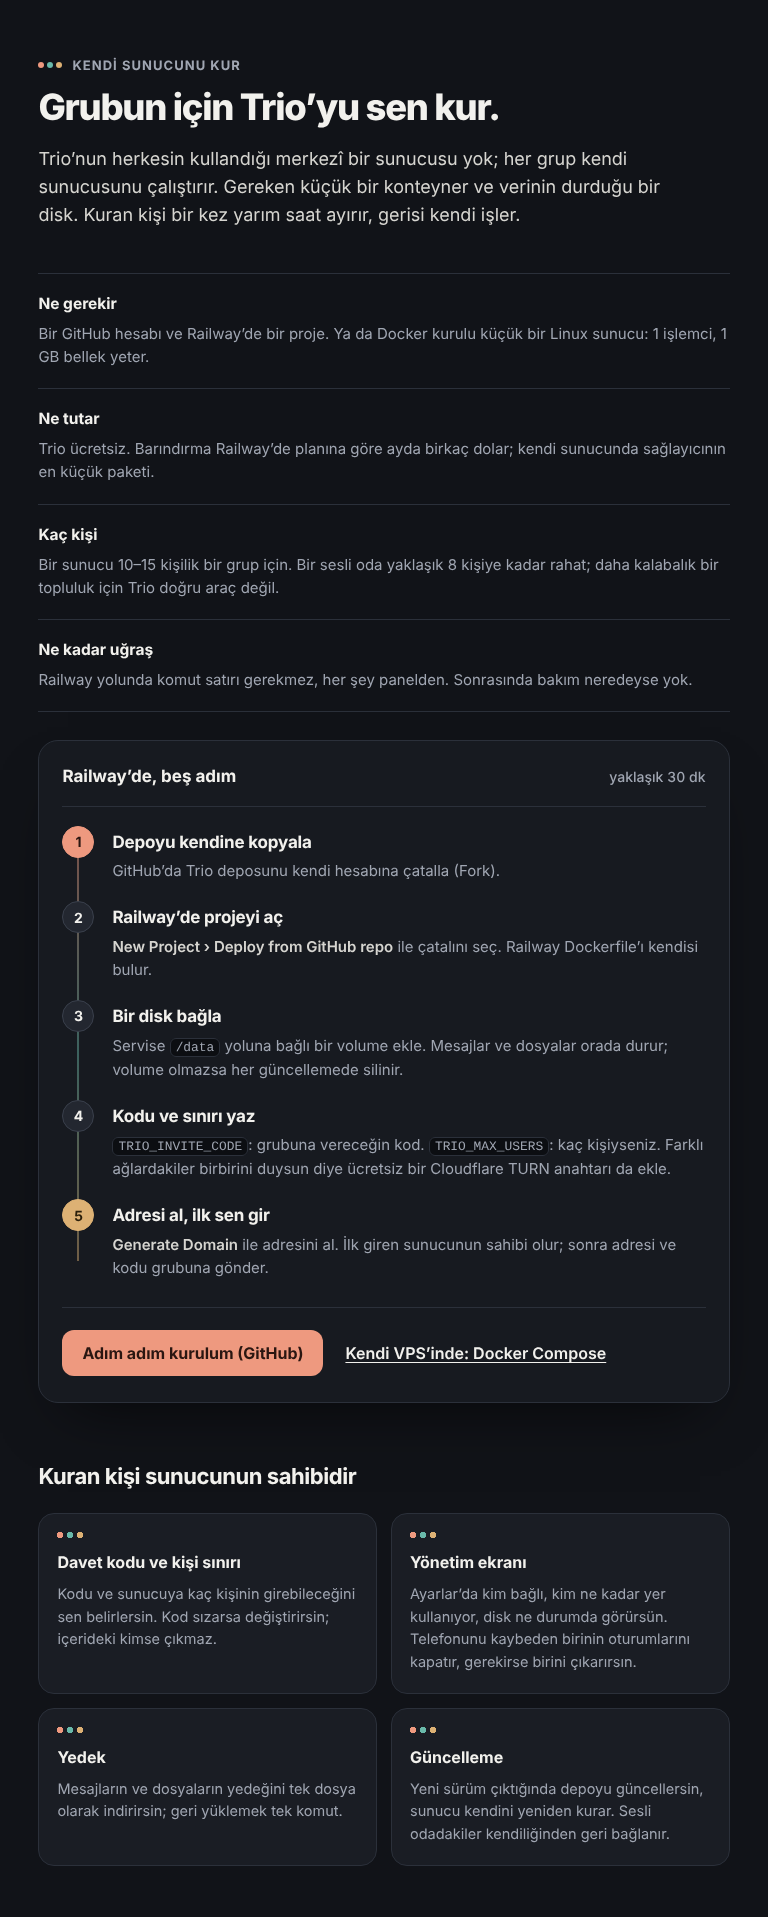 KENDİ SUNUCUNU KUR
Grubun için Trio’yu sen kur.
Trio’nun herkesin kullandığı merkezî bir sunucusu yok; her grup kendi
sunucusunu çalıştırır. Gereken küçük bir konteyner ve verinin durduğu bir
disk. Kuran kişi bir kez yarım saat ayırır, gerisi kendi işler.
Ne gerekir
Bir GitHub hesabı ve Railway’de bir proje. Ya da Docker kurulu küçük bir Linux sunucu: 1 işlemci, 1
GB bellek yeter.
Ne tutar
Trio ücretsiz. Barındırma Railway’de planına göre ayda birkaç dolar; kendi sunucunda sağlayıcının
en küçük paketi.
Kaç kişi
Bir sunucu 10–15 kişilik bir grup için. Bir sesli oda yaklaşık 8 kişiye kadar rahat; daha kalabalık bir
topluluk için Trio doğru araç değil.
Ne kadar uğraş
Railway yolunda komut satırı gerekmez, her şey panelden. Sonrasında bakım neredeyse yok.
Railway’de, beş adım
yaklaşık 30 dk
1
Depoyu kendine kopyala
GitHub’da Trio deposunu kendi hesabına çatalla (Fork).
2
Railway’de projeyi aç
New Project › Deploy from GitHub repo ile çatalını seç. Railway Dockerfile’ı kendisi
bulur.
3
Bir disk bağla
Servise /data yoluna bağlı bir volume ekle. Mesajlar ve dosyalar orada durur;
volume olmazsa her güncellemede silinir.
4
Kodu ve sınırı yaz
TRIO_INVITE_CODE: grubuna vereceğin kod. TRIO_MAX_USERS: kaç kişiyseniz. Farklı
ağlardakiler birbirini duysun diye ücretsiz bir Cloudflare TURN anahtarı da ekle.
5
Adresi al, ilk sen gir
Generate Domain ile adresini al. İlk giren sunucunun sahibi olur; sonra adresi ve
kodu grubuna gönder.
Adım adım kurulum (GitHub)
Kendi VPS’inde: Docker Compose
Kuran kişi sunucunun sahibidir
Davet kodu ve kişi sınırı
Kodu ve sunucuya kaç kişinin girebileceğini
sen belirlersin. Kod sızarsa değiştirirsin;
içerideki kimse çıkmaz.
Yönetim ekranı
Ayarlar’da kim bağlı, kim ne kadar yer
kullanıyor, disk ne durumda görürsün.
Telefonunu kaybeden birinin oturumlarını
kapatır, gerekirse birini çıkarırsın.
Yedek
Mesajların ve dosyaların yedeğini tek dosya
olarak indirirsin; geri yüklemek tek komut.
Güncelleme
Yeni sürüm çıktığında depoyu güncellersin,
sunucu kendini yeniden kurar. Sesli
odadakiler kendiliğinden geri bağlanır.